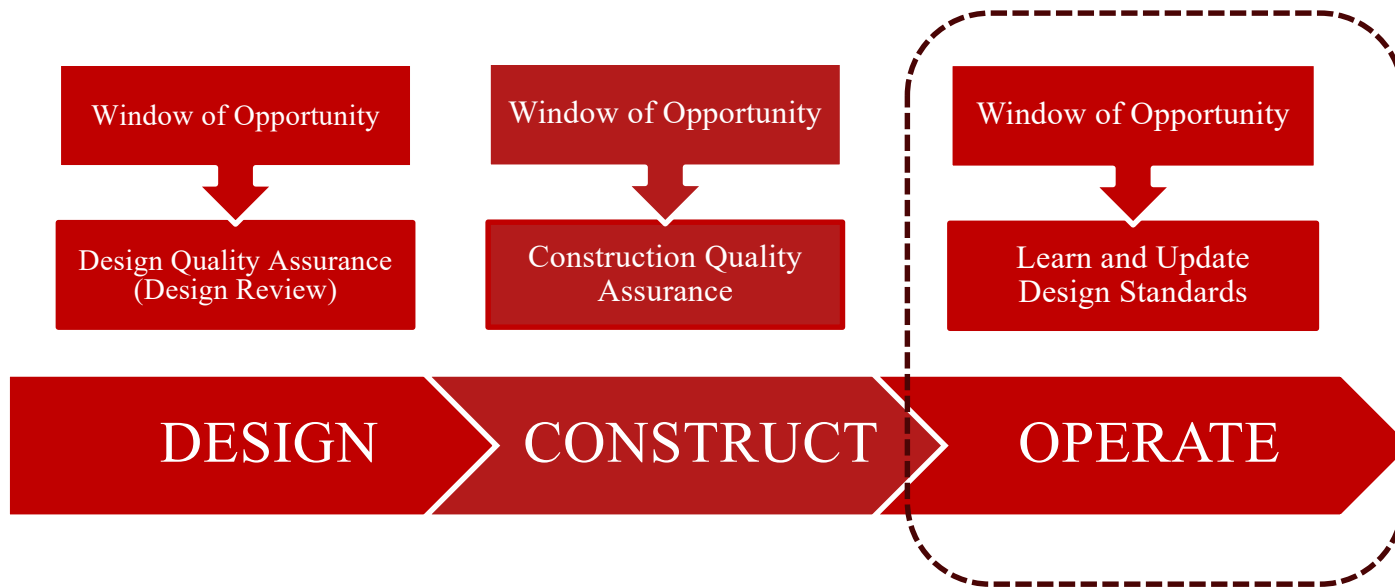 Window of Opportunity
Design Quality Assurance
(Design Review)
Window of Opportunity
Construction Quality
Assurance
Window of Opportunity
Learn and Update
Design Standards
DESIGN
CONSTRUCT
OPERATE